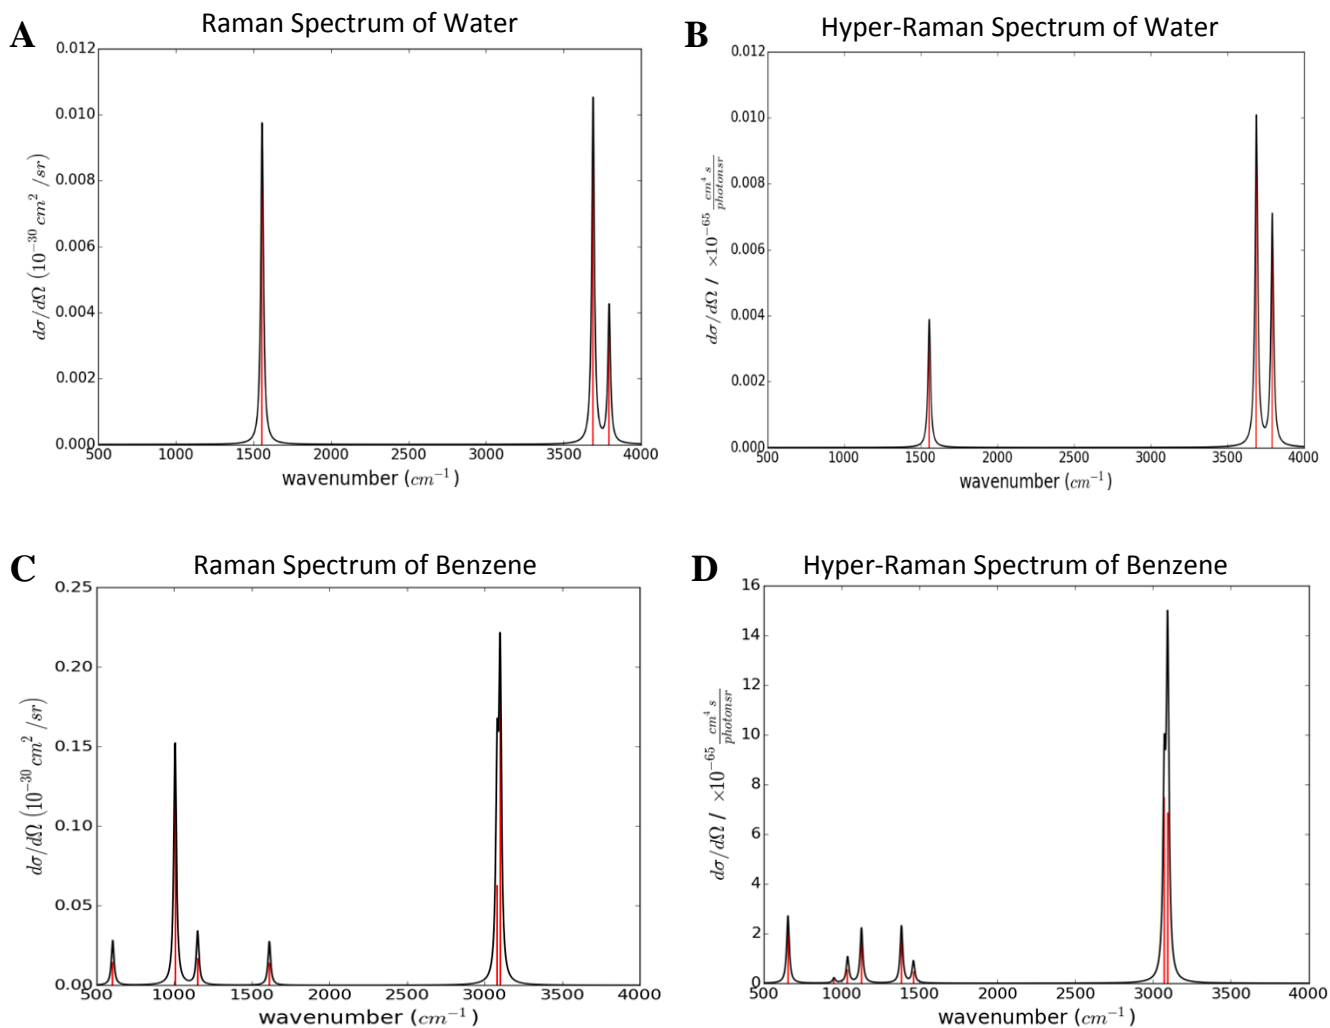 A
Raman Spectrum of Water
0.012
0.010
0.008
0.006
0.004
0.002
0.000
dσ/dΩ (10⁻³⁰ cm² /sr)
500 1000 1500 2000 2500 3000 3500 4000
wavenumber (cm⁻¹)
B
Hyper-Raman Spectrum of Water
0.012
0.010
0.008
0.006
0.004
0.002
0.000
dσ/dΩ / ×10⁻⁶⁵ cm⁴ s / photonsr
500 1000 1500 2000 2500 3000 3500 4000
wavenumber (cm⁻¹)
C
Raman Spectrum of Benzene
0.25
0.20
0.15
0.10
0.05
0.00
dσ/dΩ (10⁻³⁰ cm² /sr)
500 1000 1500 2000 2500 3000 3500 4000
wavenumber (cm⁻¹)
D
Hyper-Raman Spectrum of Benzene
16
14
12
10
8
6
4
2
0
dσ/dΩ / ×10⁻⁶⁵ cm⁴ s / photonsr
500 1000 1500 2000 2500 3000 3500 4000
wavenumber (cm⁻¹)